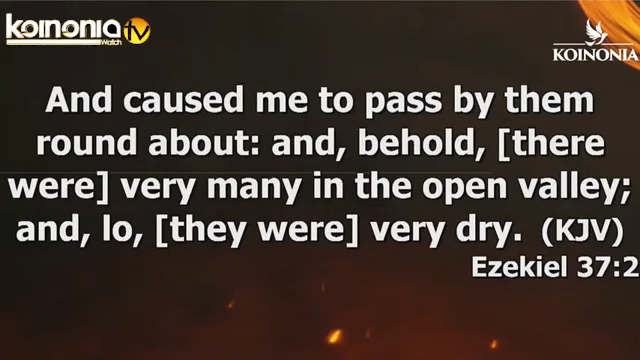 KOINONIA tv
Watch
KOINONIA
And caused me to pass by them
round about: and, behold, [there
were] very many in the open valley;
and, lo, [they were] very dry. (KJV)
Ezekiel 37:2